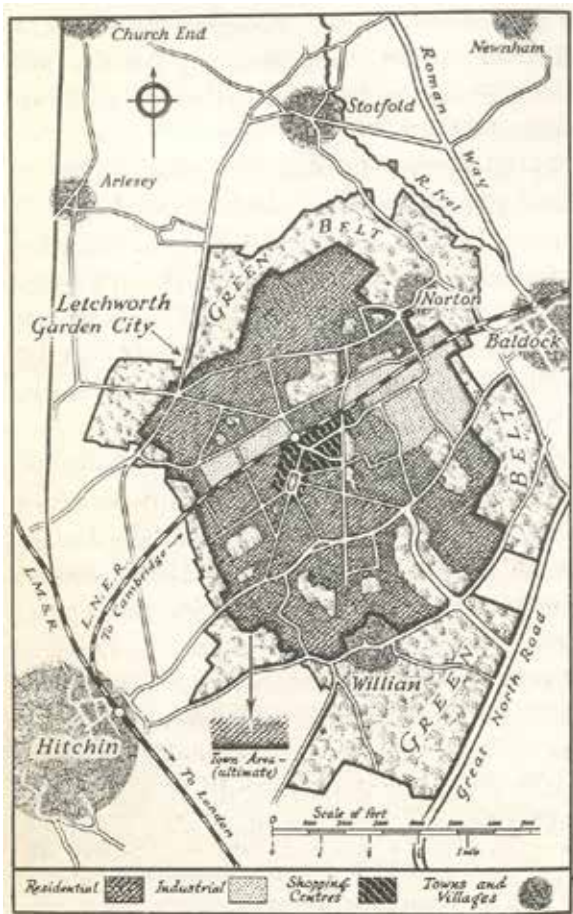 Church End
Newnham
Roman Way
Stotfold
Arlesey
R. Ivel
GREEN BELT
Letchworth
Garden City
Norton
Baldock
BELT
L.N.E.R.
To Cambridge
L.M.&R.
Willian
GREEN
Great North Road
Hitchin
To London
Town Area -
(ultimate)
Scale of feet
0
1 mile
Residential Industrial Shopping Centres Towns and Villages